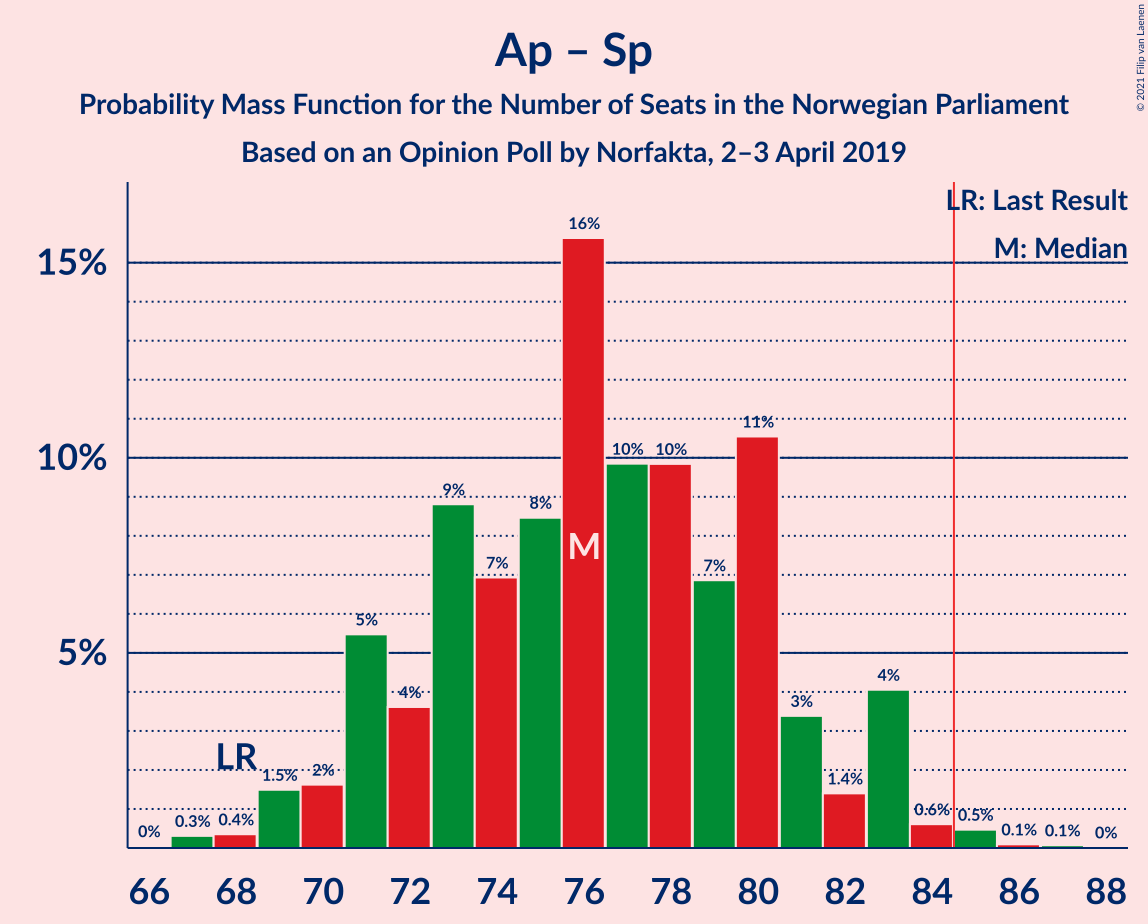 Ap – Sp
Probability Mass Function for the Number of Seats in the Norwegian Parliament
Based on an Opinion Poll by Norfakta, 2–3 April 2019
© 2021 Filip van Laenen
LR: Last Result
M: Median
15%
10%
5%
0%
0.3%
0.4%
1.5%
2%
5%
4%
9%
7%
8%
16%
10%
10%
7%
11%
3%
1.4%
4%
0.6%
0.5%
0.1%
0.1%
0%
LR
M
66 68 70 72 74 76 78 80 82 84 86 88